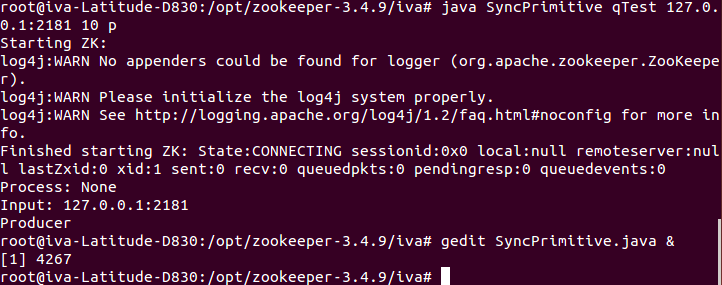 root@iva-Latitude-D830:/opt/zookeeper-3.4.9/iva# java SyncPrimitive qTest 127.0.
0.1:2181 10 p
Starting ZK:
log4j:WARN No appenders could be found for logger (org.apache.zookeeper.ZooKeepe
r).
log4j:WARN Please initialize the log4j system properly.
log4j:WARN See http://logging.apache.org/log4j/1.2/faq.html#noconfig for more in
fo.
Finished starting ZK: State:CONNECTING sessionid:0x0 local:null remoteserver:nul
l lastZxid:0 xid:1 sent:0 recv:0 queuedpkts:0 pendingresp:0 queuedevents:0
Process: None
Input: 127.0.0.1:2181
Producer
root@iva-Latitude-D830:/opt/zookeeper-3.4.9/iva# gedit SyncPrimitive.java &
[1] 4267
root@iva-Latitude-D830:/opt/zookeeper-3.4.9/iva#